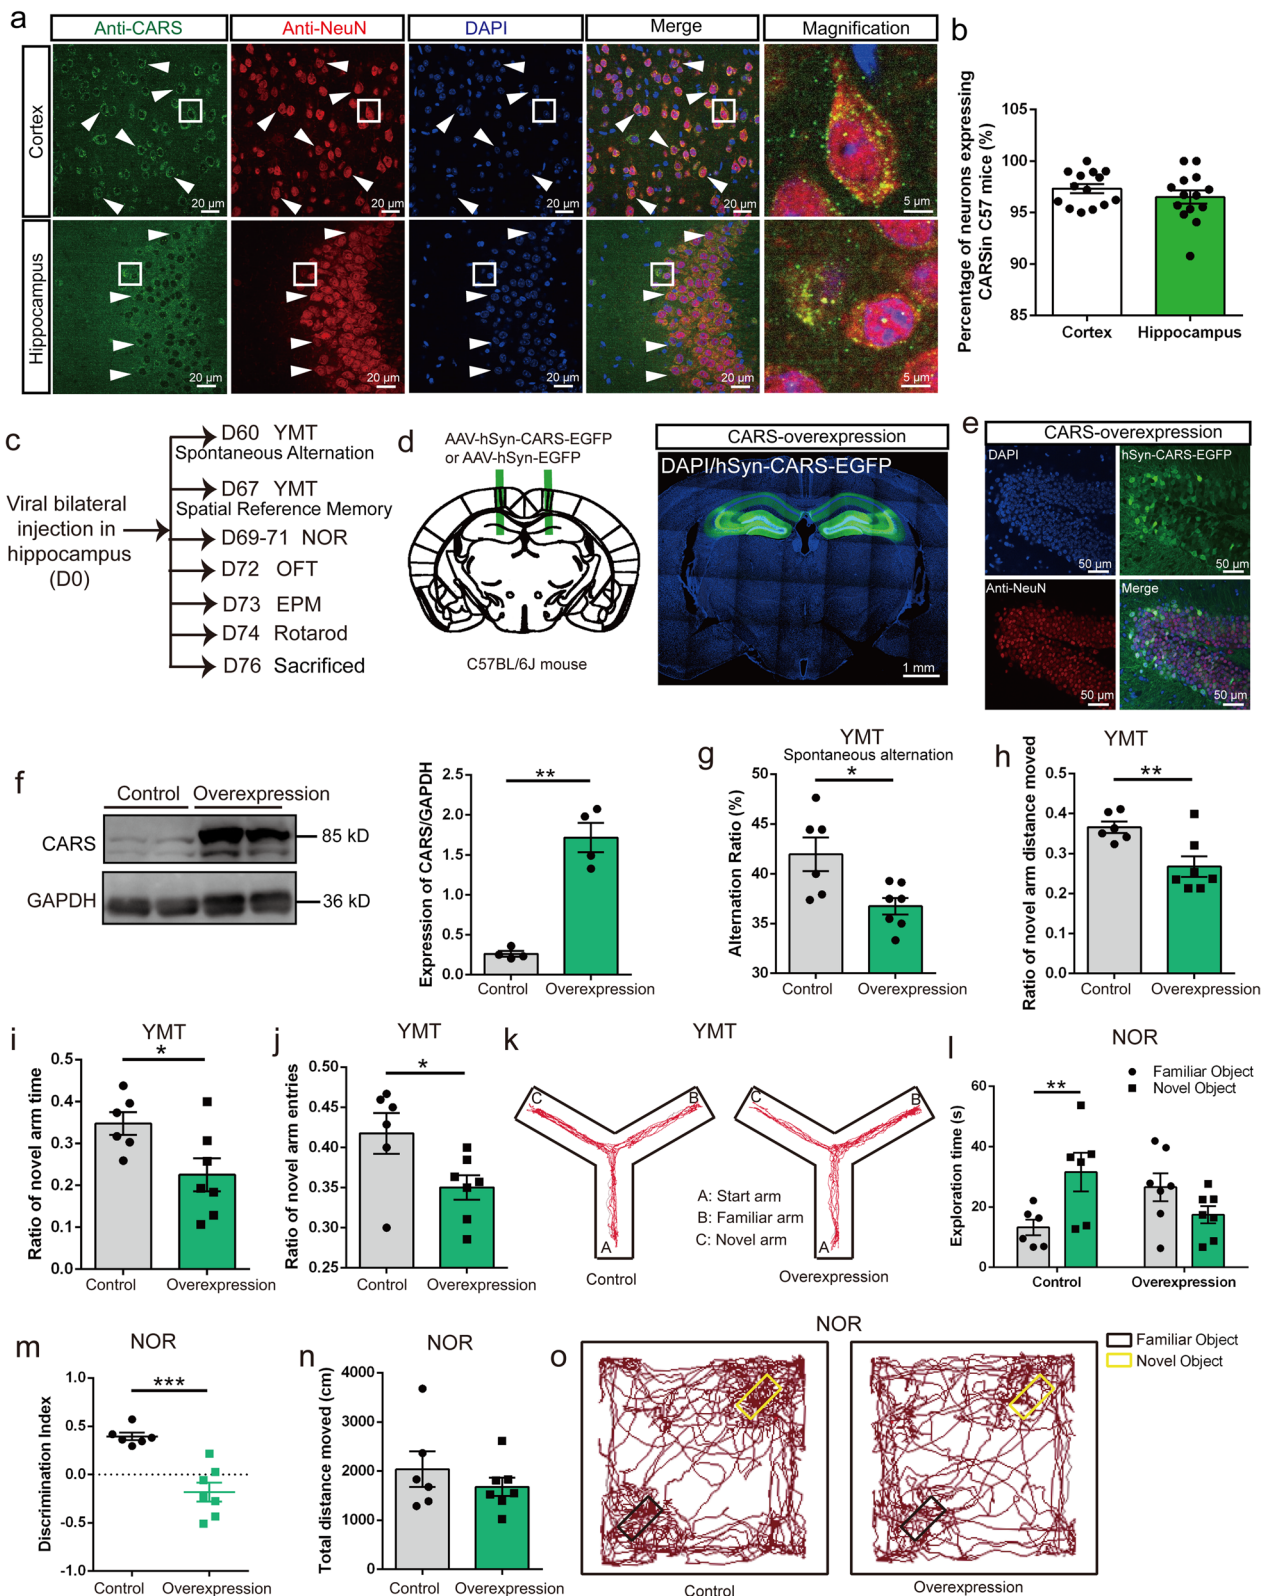 a
Anti-CARS Anti-NeuN DAPI Merge Magnification
Cortex
20 μm 20 μm 20 μm 20 μm 5 μm
Hippocampus
20 μm 20 μm 20 μm 20 μm 5 μm
b
Percentage of neurons expressing
CARSin C57 mice (%)
105
100
95
90
85
Cortex Hippocampus
c
Viral bilateral
injection in
hippocampus
(D0)
D60 YMT
Spontaneous Alternation
D67 YMT
Spatial Reference Memory
D69-71 NOR
D72 OFT
D73 EPM
D74 Rotarod
D76 Sacrificed
d
AAV-hSyn-CARS-EGFP
or AAV-hSyn-EGFP
C57BL/6J mouse
CARS-overexpression
DAPI/hSyn-CARS-EGFP
1 mm
e
CARS-overexpression
DAPI hSyn-CARS-EGFP
50 μm 50 μm
Anti-NeuN Merge
50 μm 50 μm
f
Control Overexpression
CARS 85 kD
GAPDH 36 kD
Expression of CARS/GAPDH
2.5
2.0
1.5
1.0
0.5
0.0
**
Control Overexpression
g
YMT
Spontaneous alternation
Alternation Ratio (%)
50
45
40
35
30
*
Control Overexpression
h
YMT
Ratio of novel arm distance moved
0.5
0.4
0.3
0.2
0.1
0.0
**
Control Overexpression
i
YMT
Ratio of novel arm time
0.5
0.4
0.3
0.2
0.1
0.0
*
Control Overexpression
j
YMT
Ratio of novel arm entries
0.50
0.45
0.40
0.35
0.30
0.25
*
Control Overexpression
k
YMT
C B C B
A: Start arm
B: Familiar arm
C: Novel arm
A A
Control Overexpression
l
NOR
Familiar Object
Novel Object
Exploration time (s)
60
40
20
0
**
Control Overexpression
m
NOR
Discrimination Index
1.0
0.5
0.0
-0.5
-1.0
***
Control Overexpression
n
NOR
Total distance moved (cm)
4000
3000
2000
1000
0
Control Overexpression
o
NOR
Familiar Object
Novel Object
Control Overexpression